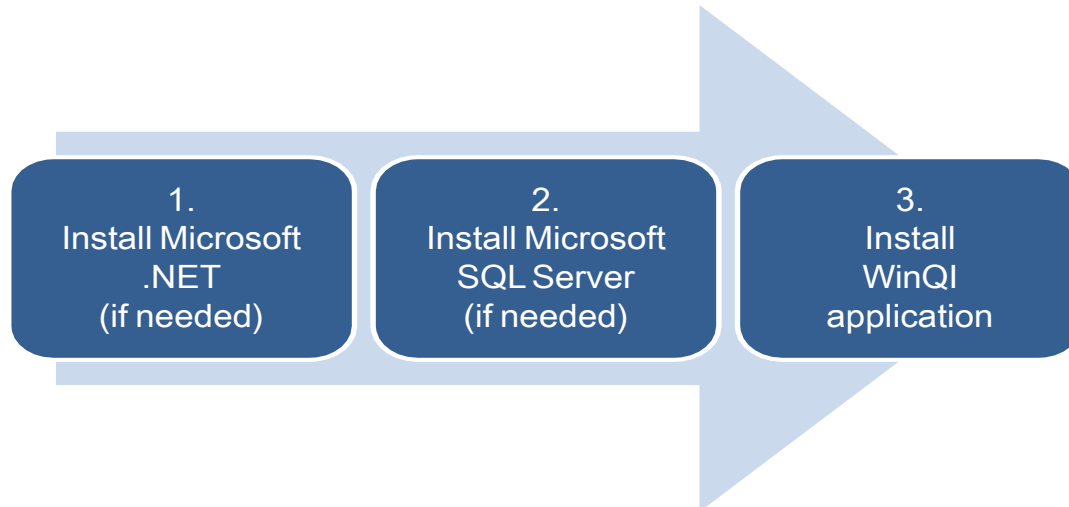 1.
Install Microsoft
.NET
(if needed)
2.
Install Microsoft
SQL Server
(if needed)
3.
Install
WinQI
application